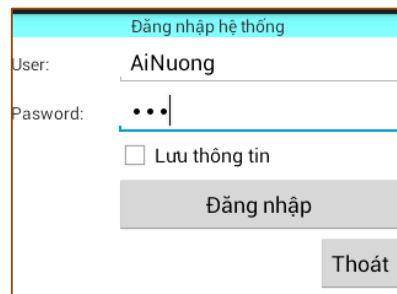 Đăng nhập hệ thống
User: AiNuong
Pasword: •••
Lưu thông tin
Đăng nhập
Thoát